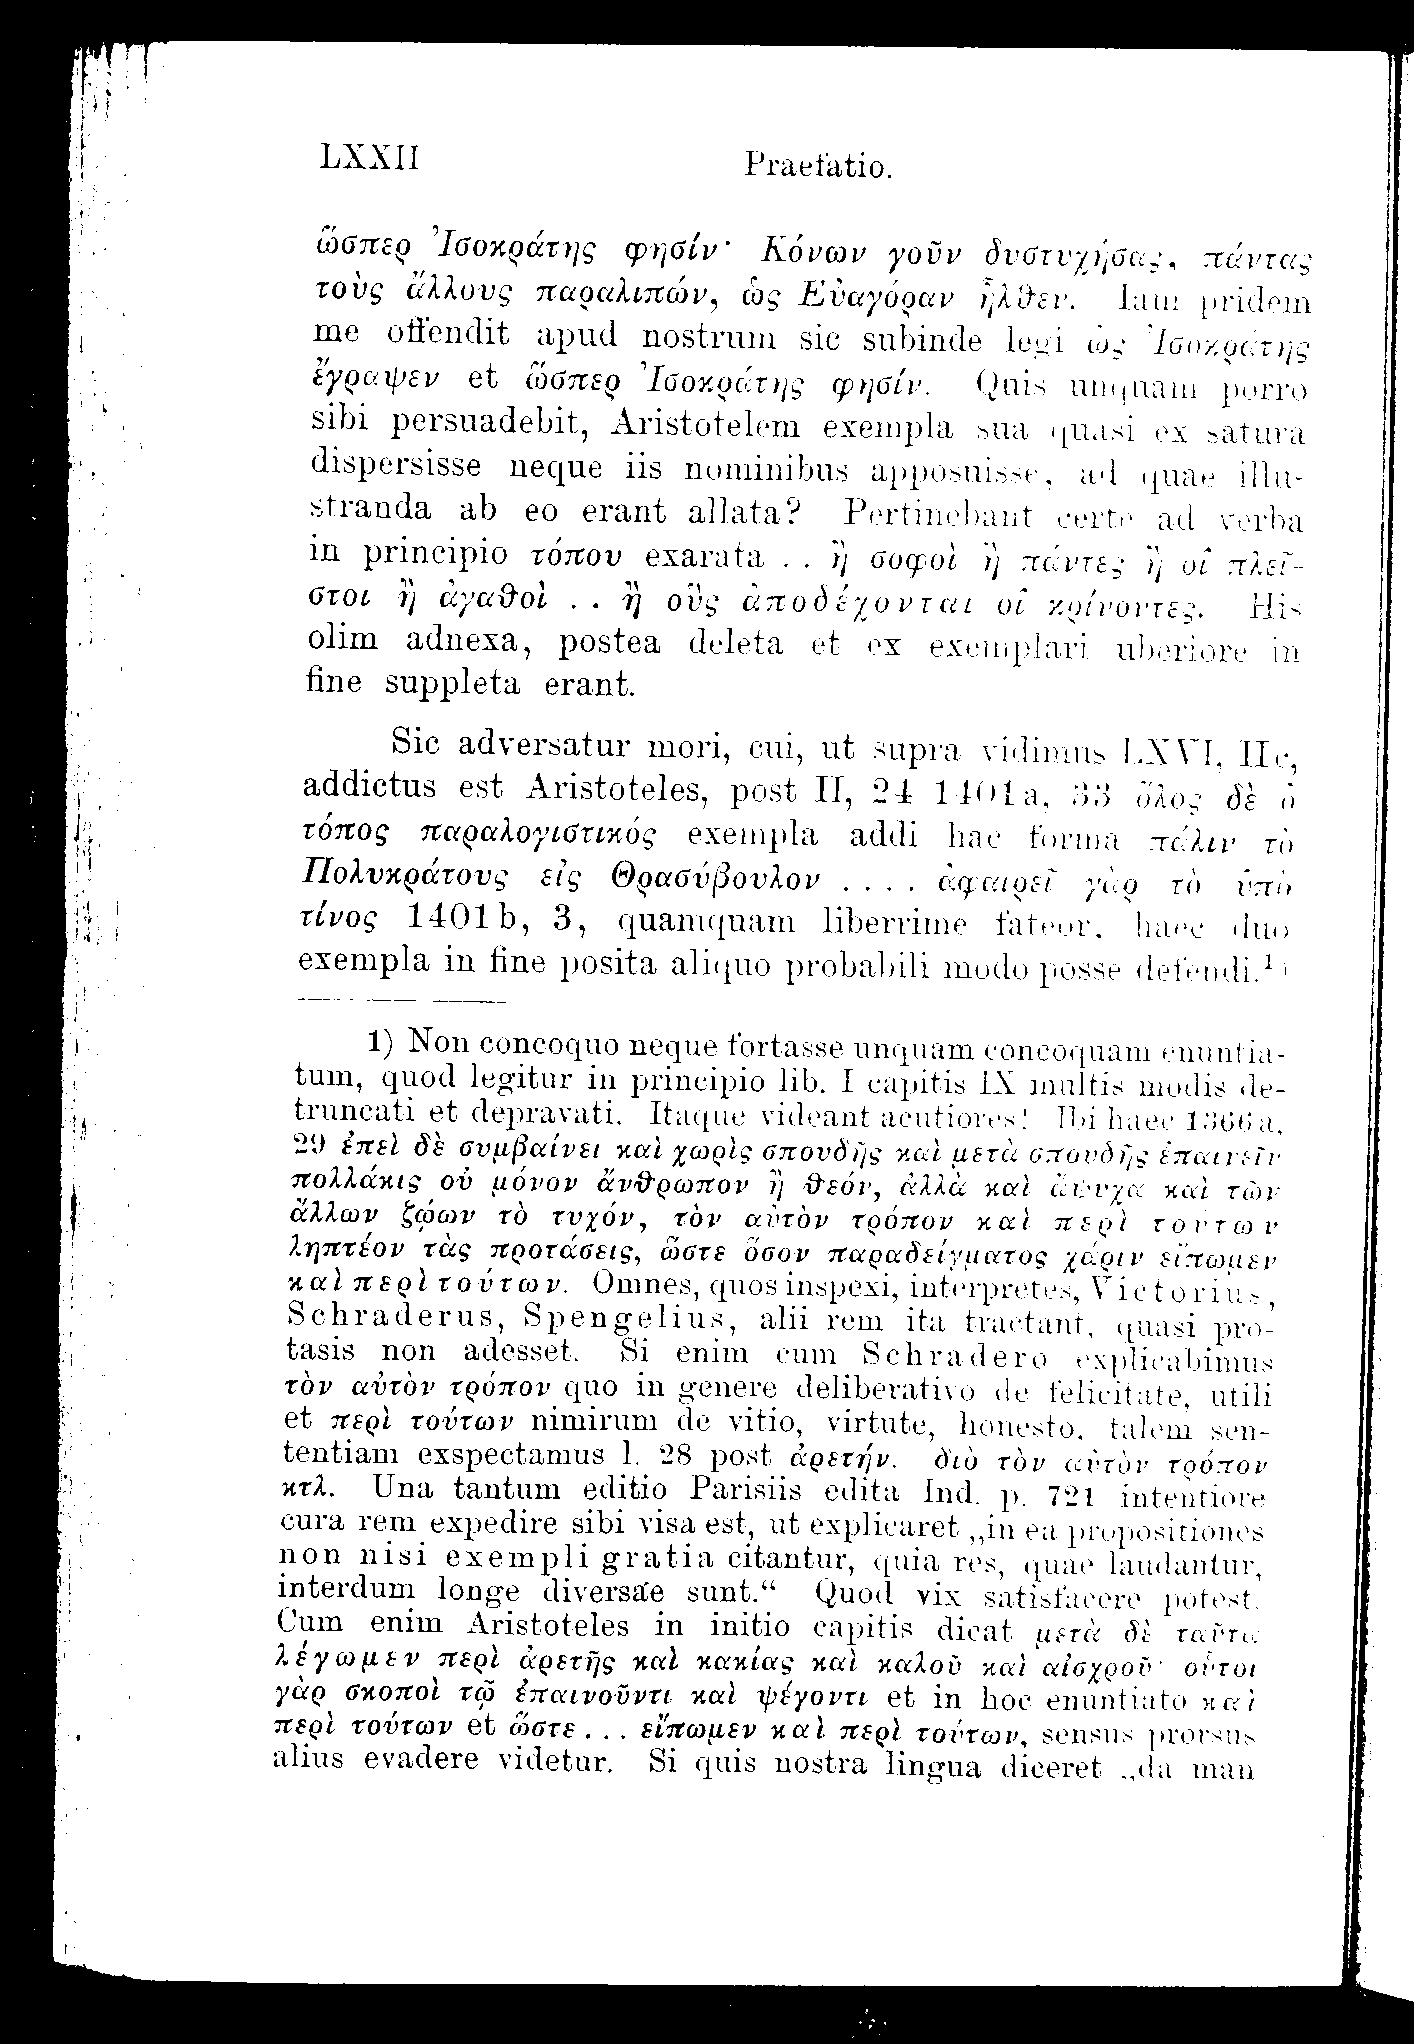 LXXII Praefatio.
ὥσπερ Ἰσοκράτης φησίν· Κόνων γοῦν δυστυχήσας, πάντας
τοὺς ἄλλους παραλιπών, ὡς Εὐαγόραν ἦλθεν. Iam pridem
me offendit apud nostrum sic subinde legi ὡς Ἰσοκράτης
ἔγραψεν et ὥσπερ Ἰσοκράτης φησίν. Quis unquam porro
sibi persuadebit, Aristotelem exempla sua quasi ex satura
dispersisse neque iis nominibus apposuisse, ad quae illu-
stranda ab eo erant allata? Pertinebant certe ad verba
in principio τόπου exarata . . ἢ σοφοὶ ἢ πάντες ἢ οἱ πλεῖ-
στοι ἢ ἀγαθοὶ . . ἢ οὓς ἀποδέχονται οἱ κρίνοντες. His
olim adnexa, postea deleta et ex exemplari uberiore in
fine suppleta erant.
Sic adversatur mori, cui, ut supra vidimus LXVI, IIc,
addictus est Aristoteles, post II, 24 1401a, 33 ὅλος δὲ ὁ
τόπος παραλογιστικός exempla addi hac forma πάλιν τὸ
Πολυκράτους εἰς Θρασύβουλον . . . . ἀφαιρεῖ γὰρ τὸ ὑπὸ
τίνος 1401b, 3, quamquam liberrime fateor, haec duo
exempla in fine posita aliquo probabili modo posse defendi.¹)
1) Non concoquo neque fortasse unquam concoquam enuntia-
tum, quod legitur in principio lib. I capitis IX multis modis de-
truncati et depravati. Itaque videant acutiores! Ibi haec 1366a,
29 ἐπεὶ δὲ συμβαίνει καὶ χωρὶς σπουδῆς καὶ μετὰ σπουδῆς ἐπαινεῖν
πολλάκις οὐ μόνον ἄνθρωπον ἢ θεόν, ἀλλὰ καὶ ἄψυχα καὶ τῶν
ἄλλων ζῴων τὸ τυχόν, τὸν αὐτὸν τρόπον καὶ περὶ τούτων
ληπτέον τὰς προτάσεις, ὥστε ὅσον παραδείγματος χάριν εἴπωμεν
καὶ περὶ τούτων. Omnes, quos inspexi, interpretes, Victorius,
Schraderus, Spengelius, alii rem ita tractant, quasi pro-
tasis non adesset. Si enim cum Schradero explicabimus
τὸν αὐτὸν τρόπον quo in genere deliberativo de felicitate, utili
et περὶ τούτων nimirum de vitio, virtute, honesto, talem sen-
tentiam exspectamus l. 28 post ἀρετήν. διὸ τὸν αὐτὸν τρόπον
κτλ. Una tantum editio Parisiis edita Ind. p. 721 intentiore
cura rem expedire sibi visa est, ut explicaret „in ea propositiones
non nisi exempli gratia citantur, quia res, quae laudantur,
interdum longe diversae sunt.“ Quod vix satisfacere potest.
Cum enim Aristoteles in initio capitis dicat μετὰ δὲ ταῦτα
λέγωμεν περὶ ἀρετῆς καὶ κακίας καὶ καλοῦ καὶ αἰσχροῦ· οὗτοι
γὰρ σκοποὶ τῷ ἐπαινοῦντι καὶ ψέγοντι et in hoc enuntiato καὶ
περὶ τούτων et ὥστε . . . εἴπωμεν καὶ περὶ τούτων, sensus prorsus
alius evadere videtur. Si quis nostra lingua diceret „da man